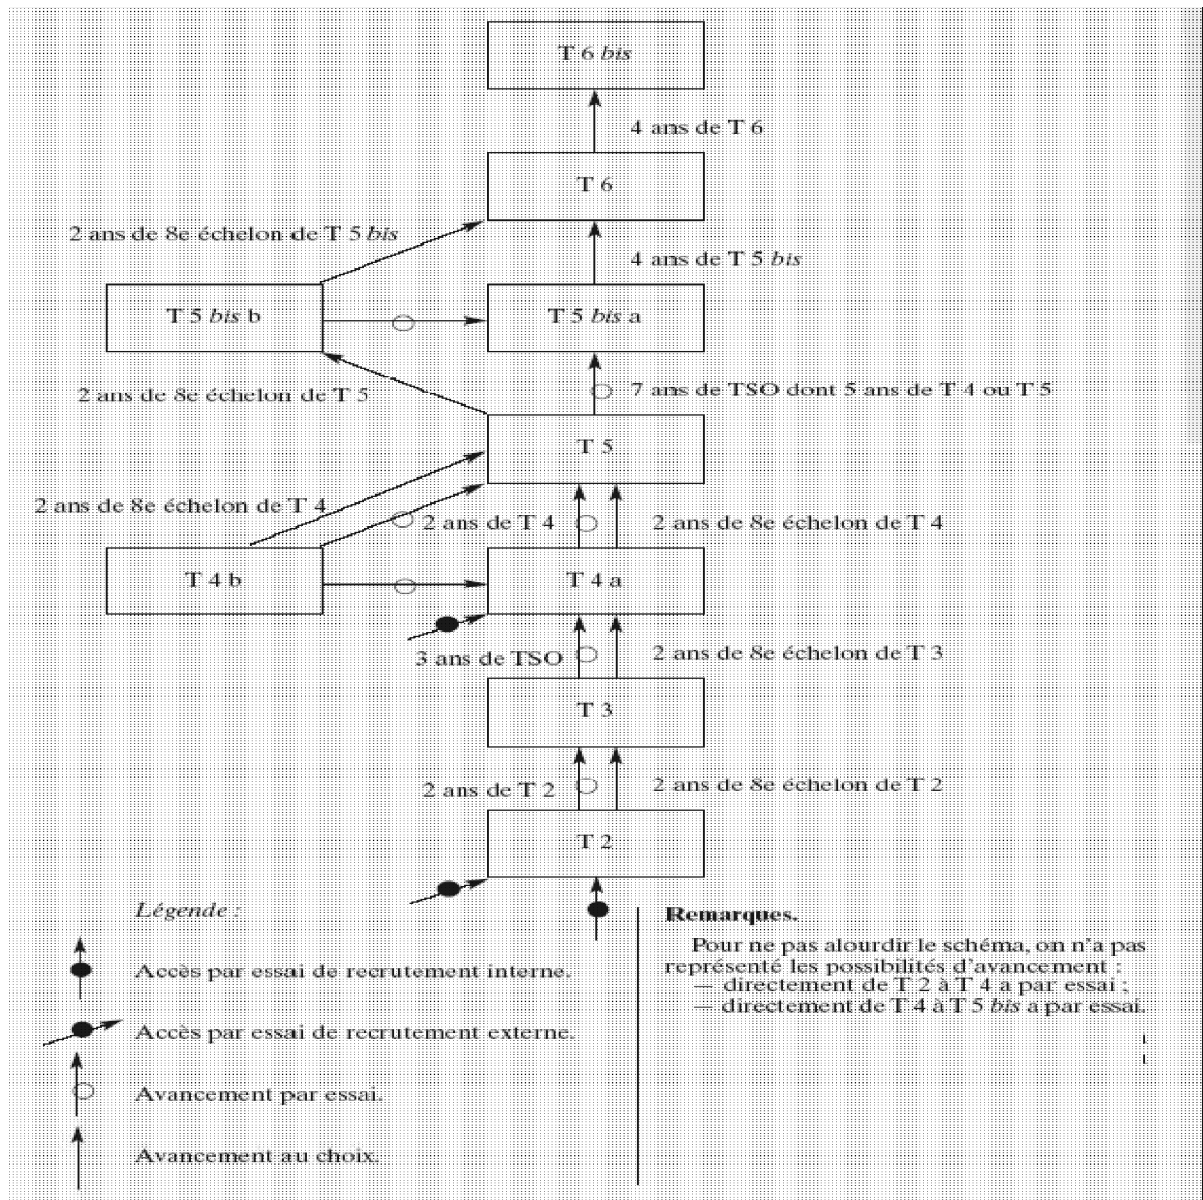 T 6 bis
4 ans de T 6
T 6
2 ans de 8e échelon de T 5 bis
4 ans de T 5 bis
T 5 bis b
T 5 bis a
2 ans de 8e échelon de T 5
7 ans de TSO dont 5 ans de T 4 ou T 5
T 5
2 ans de 8e échelon de T 4
2 ans de T 4
2 ans de 8e échelon de T 4
T 4 b
T 4 a
3 ans de TSO
2 ans de 8e échelon de T 3
T 3
2 ans de T 2
2 ans de 8e échelon de T 2
T 2
Légende :
Accès par essai de recrutement interne.
Accès par essai de recrutement externe.
Avancement par essai.
Avancement au choix.
Remarques.
Pour ne pas alourdir le schéma, on n'a pas
représenté les possibilités d'avancement :
— directement de T 2 à T 4 a par essai ;
— directement de T 4 à T 5 bis a par essai.